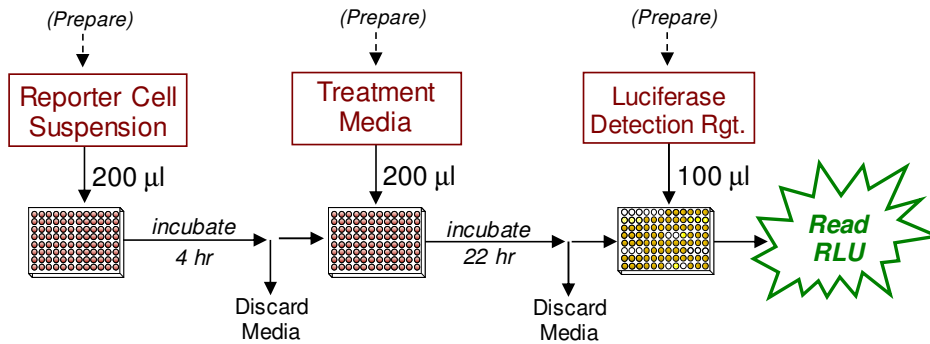 (Prepare)
(Prepare)
(Prepare)
Reporter Cell
Suspension
Treatment
Media
Luciferase
Detection Rgt.
200 µl
200 µl
100 µl
incubate
4 hr
incubate
22 hr
Read
RLU
Discard
Media
Discard
Media